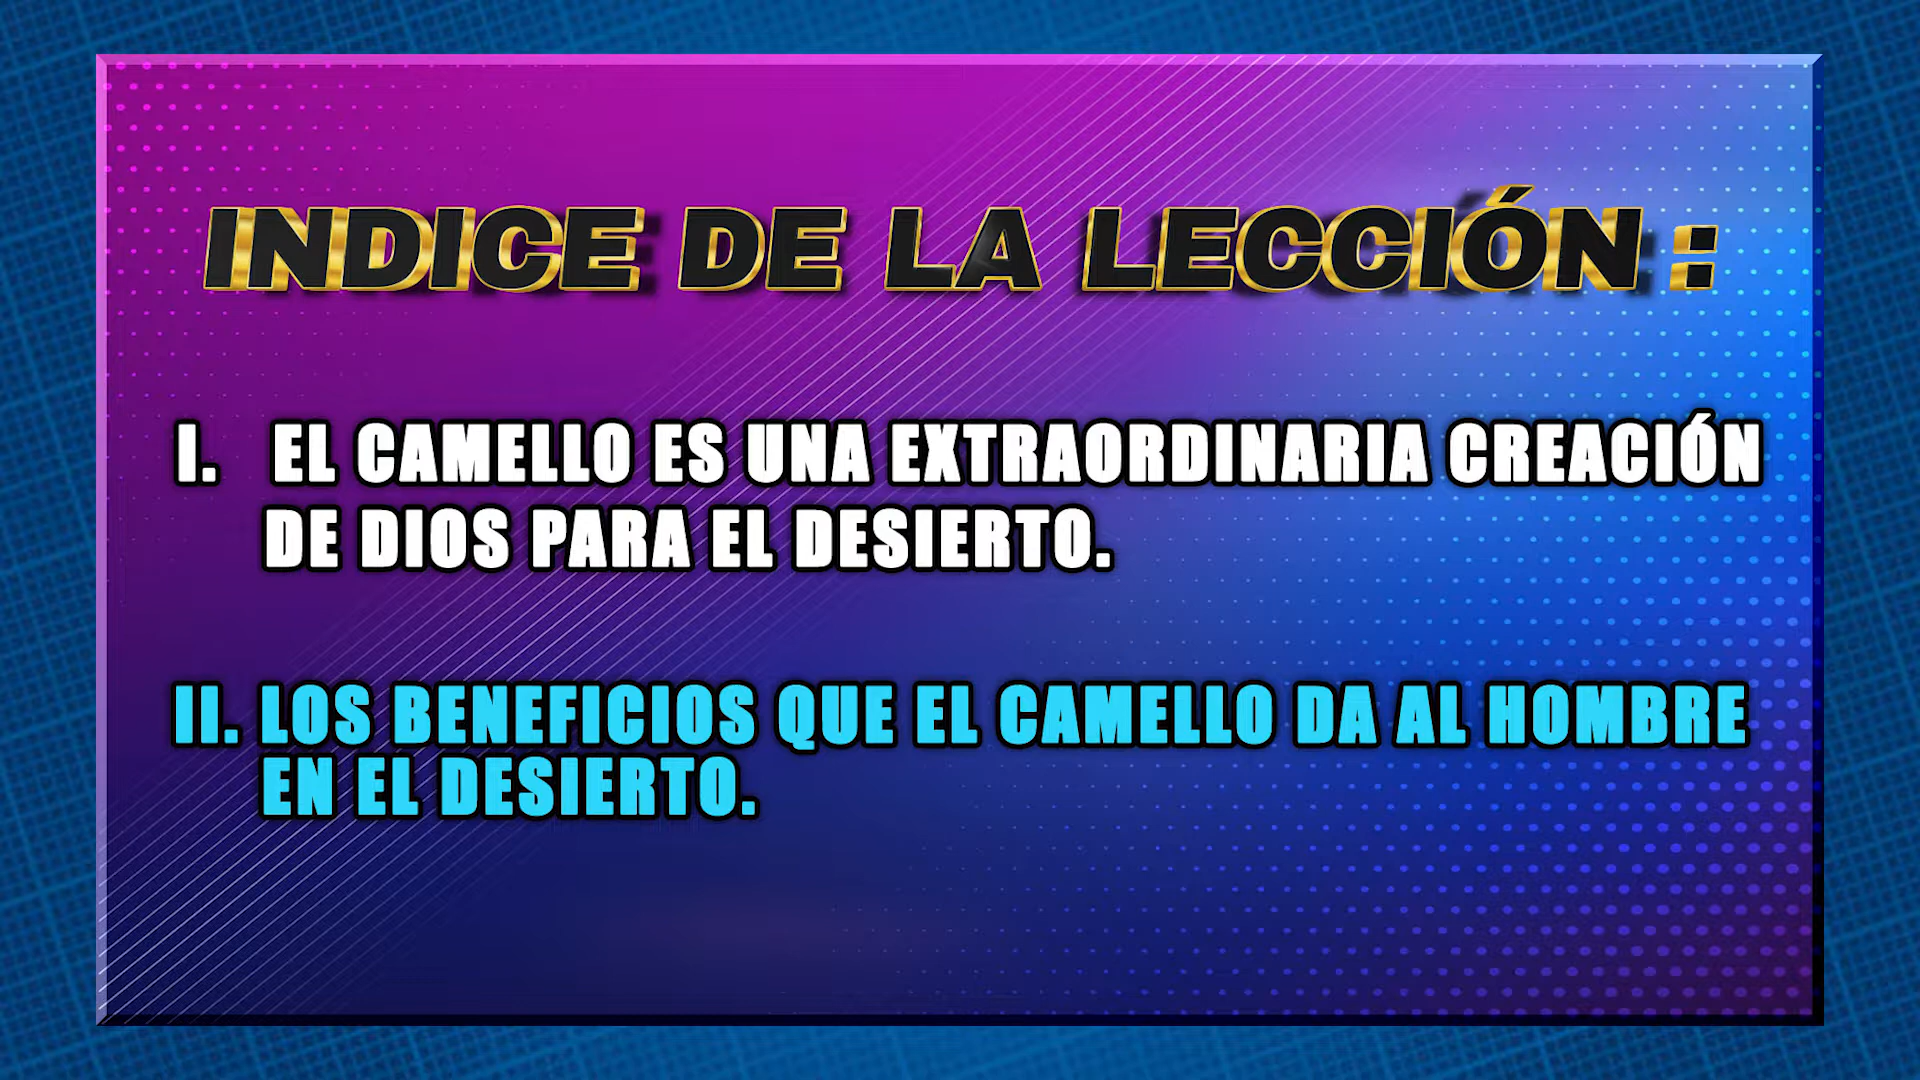 INDICE DE LA LECCIÓN :
I. EL CAMELLO ES UNA EXTRAORDINARIA CREACIÓN
DE DIOS PARA EL DESIERTO.
II. LOS BENEFICIOS QUE EL CAMELLO DA AL HOMBRE
EN EL DESIERTO.